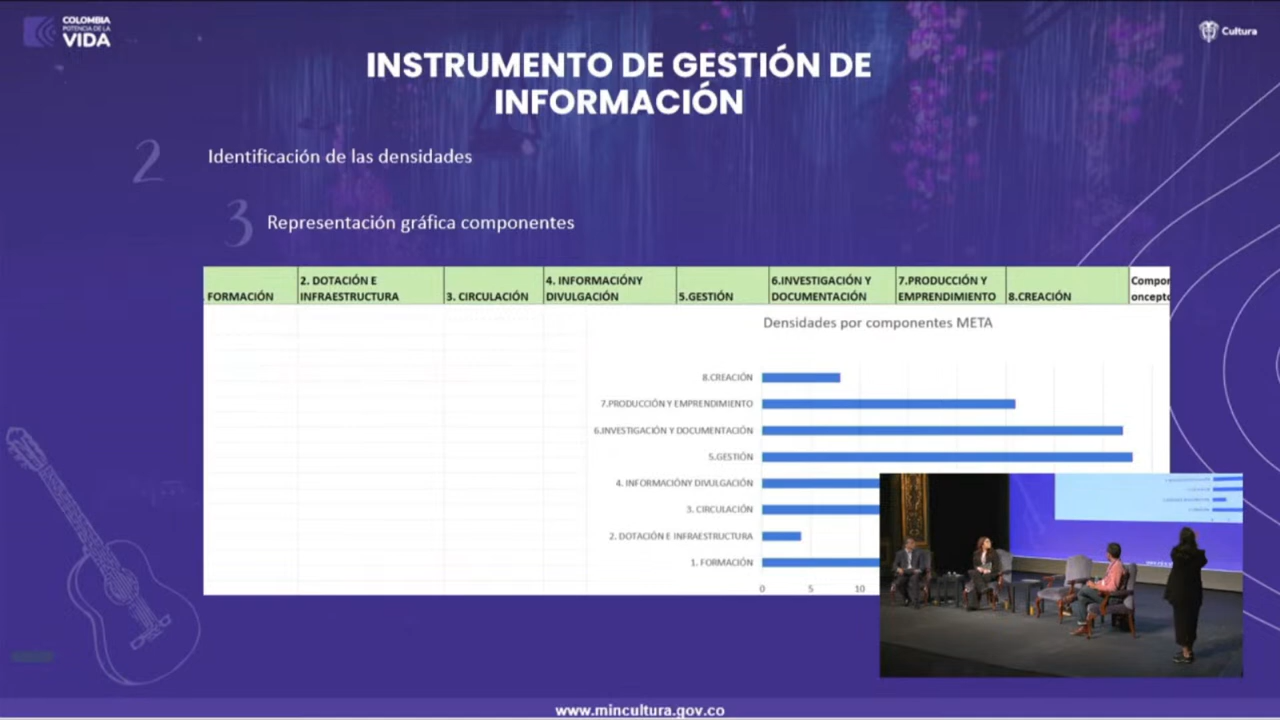 COLOMBIA
POTENCIA DE LA
VIDA
Cultura
INSTRUMENTO DE GESTIÓN DE
INFORMACIÓN
2 Identificación de las densidades
3 Representación gráfica componentes
. FORMACIÓN
2. DOTACIÓN E
INFRAESTRUCTURA
3. CIRCULACIÓN
4. INFORMACIÓNY
DIVULGACIÓN
5.GESTIÓN
6.INVESTIGACIÓN Y
DOCUMENTACIÓN
7.PRODUCCIÓN Y
EMPRENDIMIENTO
8.CREACIÓN
Compor
oncepto
Densidades por componentes META
8.CREACIÓN
7.PRODUCCIÓN Y EMPRENDIMIENTO
6.INVESTIGACIÓN Y DOCUMENTACIÓN
5.GESTIÓN
4. INFORMACIÓNY DIVULGACIÓN
3. CIRCULACIÓN
2. DOTACIÓN E INFRAESTRUCTURA
1. FORMACIÓN
0 5 10
www.mincultura.gov.co